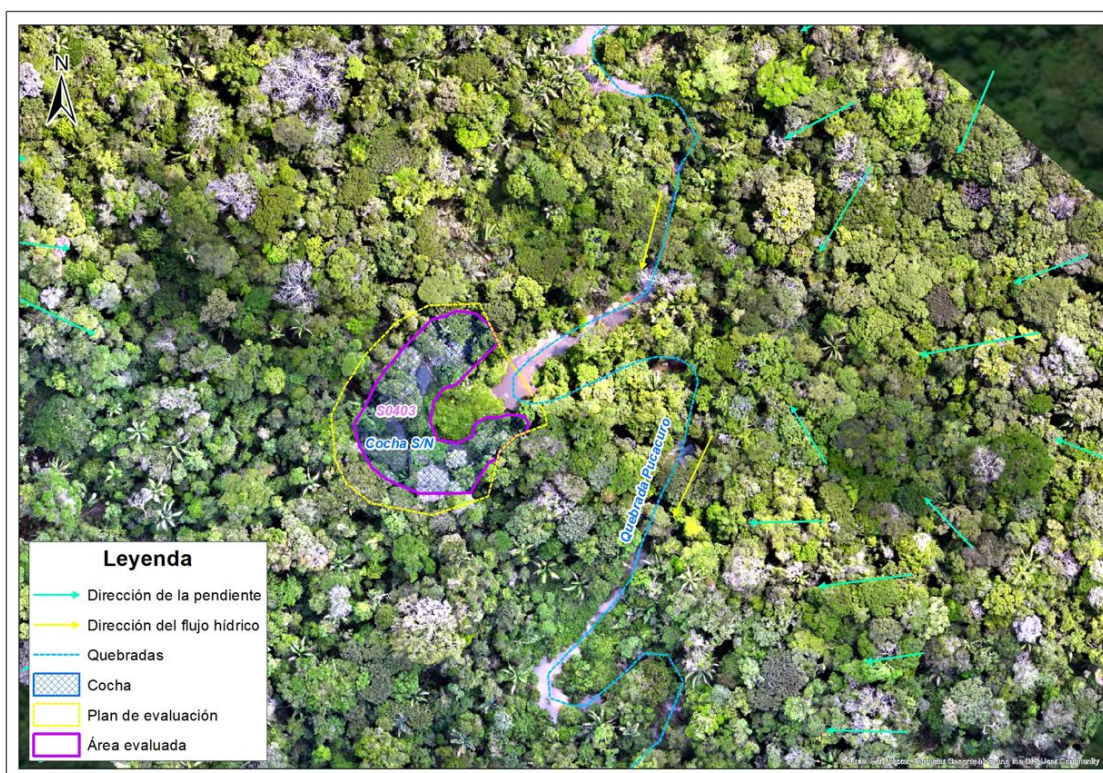 N
S0403
Cocha S/N
Quebrada Pucacuro
Leyenda
Dirección de la pendiente
Dirección del flujo hídrico
Quebradas
Cocha
Plan de evaluación
Área evaluada